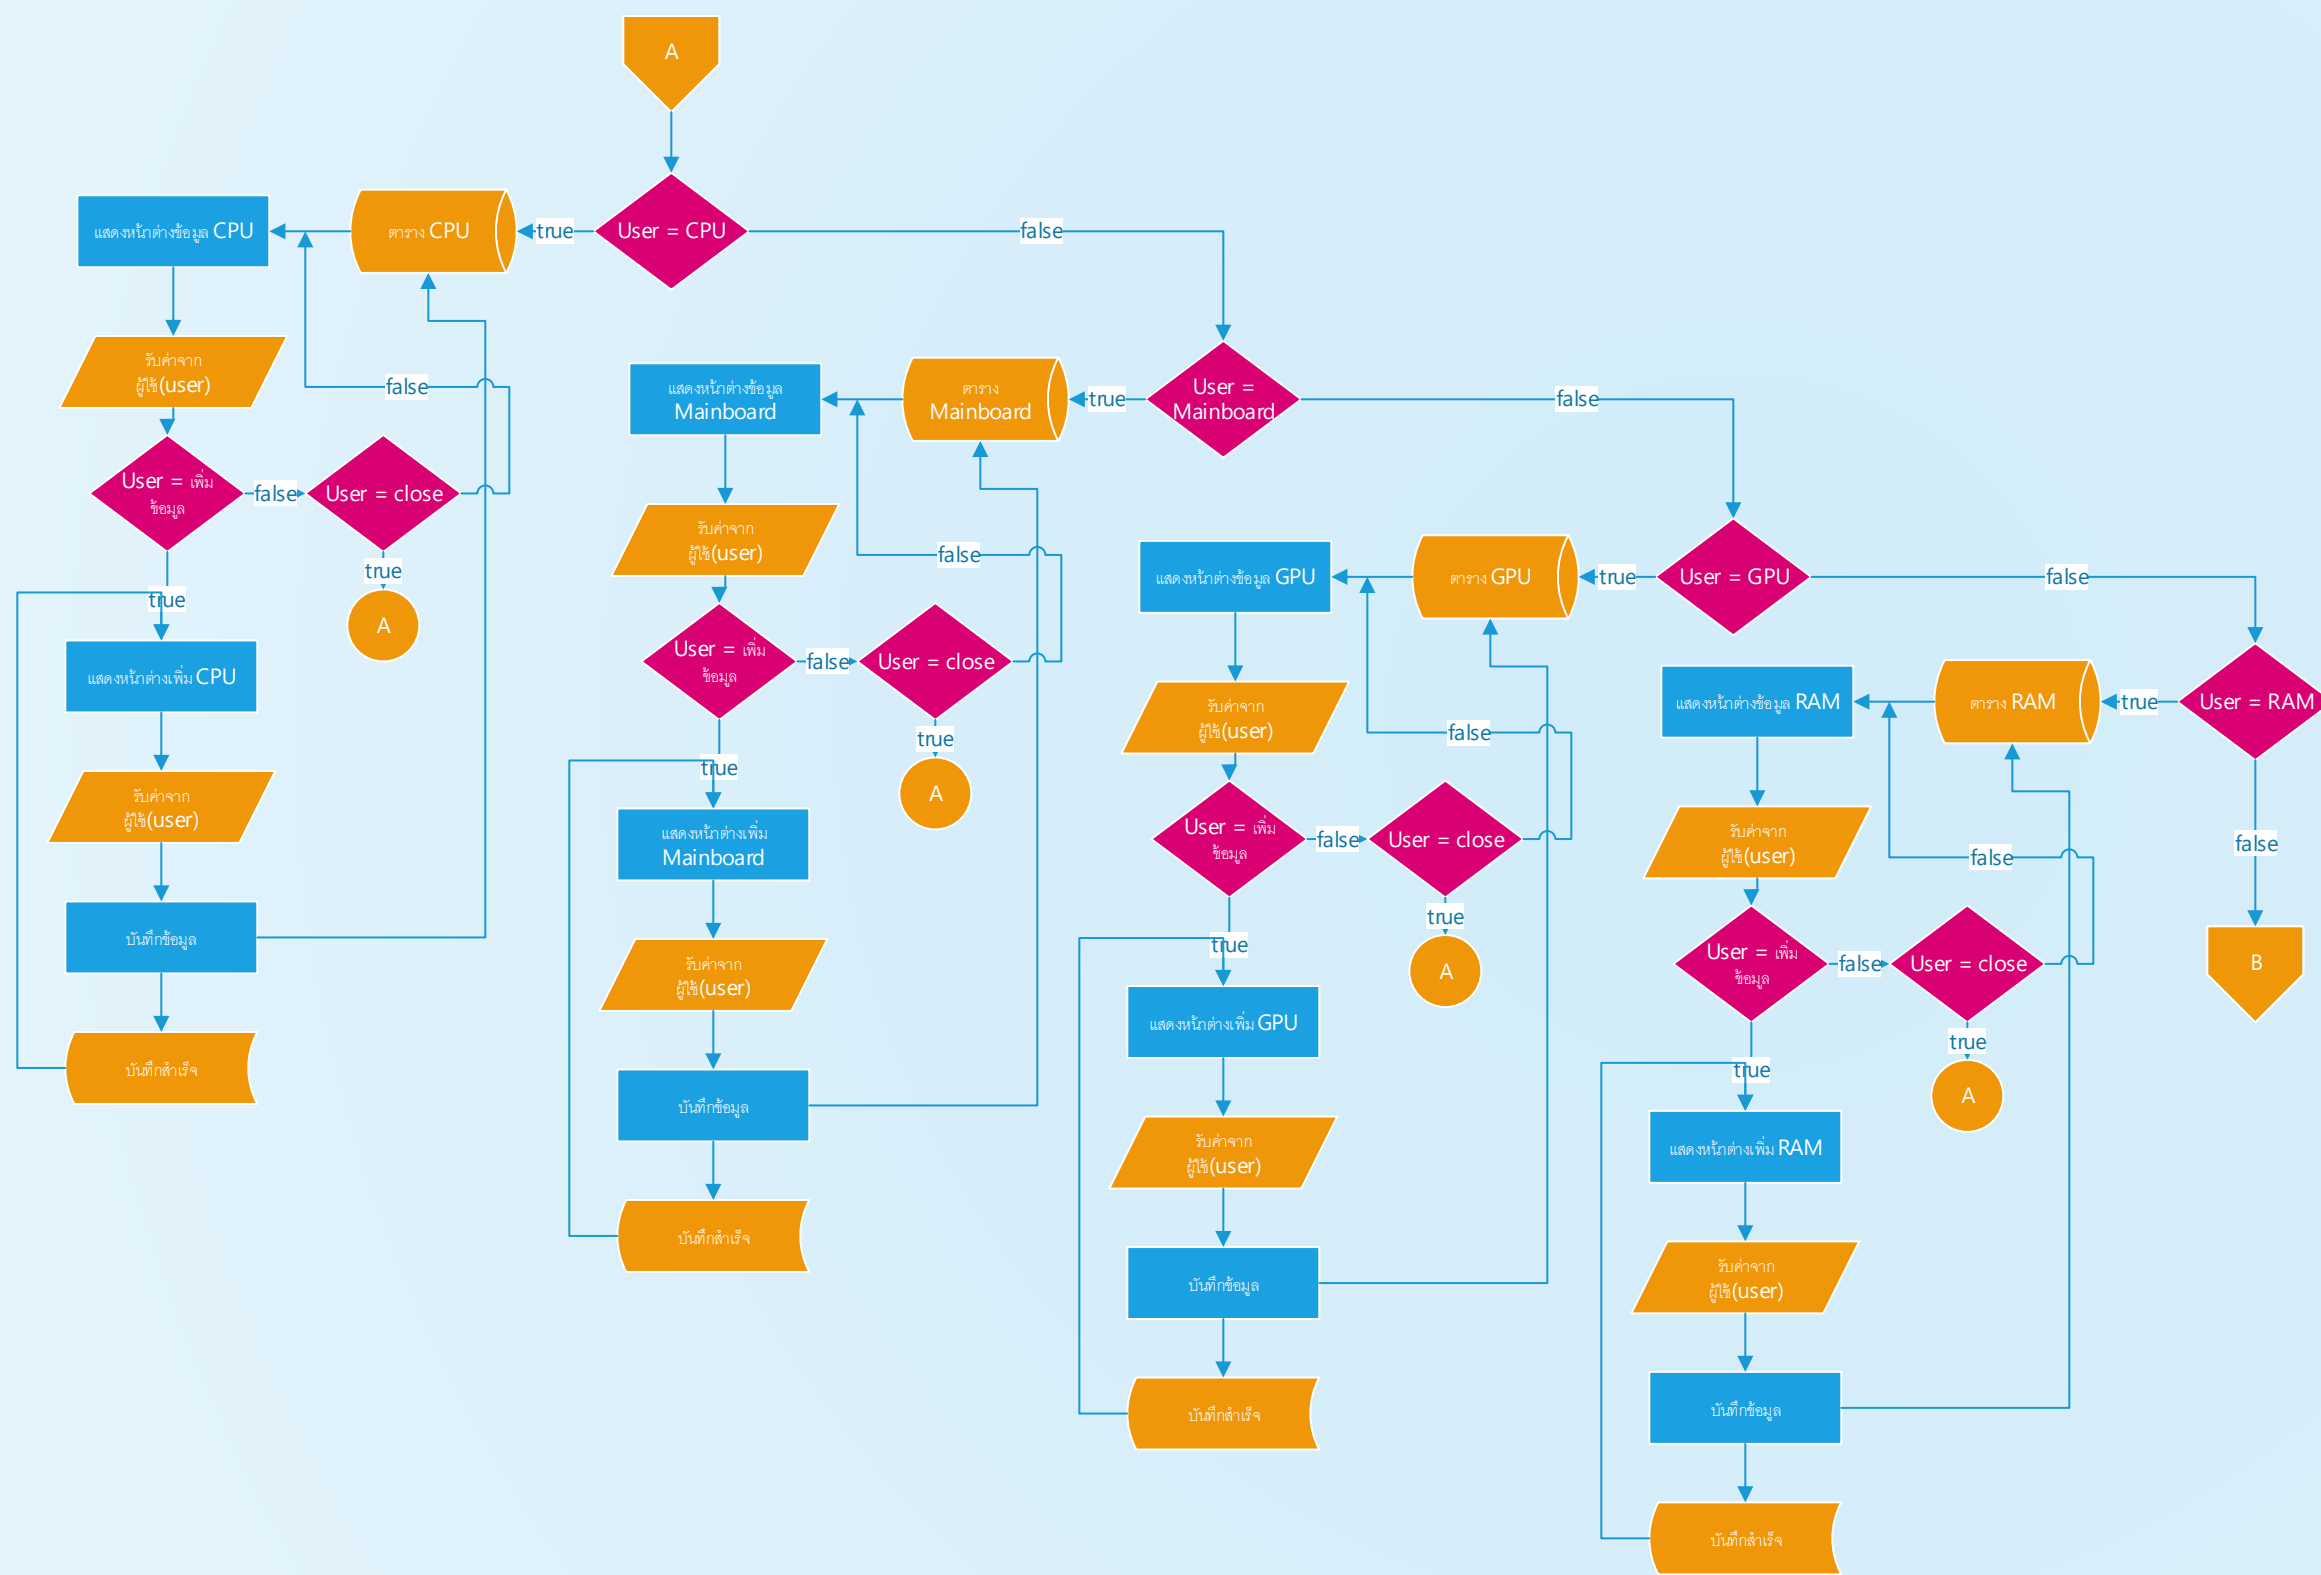 A
User = CPU
true
false
ตาราง CPU
แสดงหน้าต่างข้อมูล CPU
รับค่าจาก
ผู้ใช้(user)
User = เพิ่ม
ข้อมูล
false
User = close
false
true
A
true
แสดงหน้าต่างเพิ่ม CPU
รับค่าจาก
ผู้ใช้(user)
บันทึกข้อมูล
บันทึกสำเร็จ
User =
Mainboard
true
false
ตาราง
Mainboard
แสดงหน้าต่างข้อมูล
Mainboard
รับค่าจาก
ผู้ใช้(user)
User = เพิ่ม
ข้อมูล
false
User = close
false
true
A
true
แสดงหน้าต่างเพิ่ม
Mainboard
รับค่าจาก
ผู้ใช้(user)
บันทึกข้อมูล
บันทึกสำเร็จ
User = GPU
true
false
ตาราง GPU
แสดงหน้าต่างข้อมูล GPU
รับค่าจาก
ผู้ใช้(user)
User = เพิ่ม
ข้อมูล
false
User = close
false
true
A
true
แสดงหน้าต่างเพิ่ม GPU
รับค่าจาก
ผู้ใช้(user)
บันทึกข้อมูล
บันทึกสำเร็จ
User = RAM
true
false
B
ตาราง RAM
แสดงหน้าต่างข้อมูล RAM
รับค่าจาก
ผู้ใช้(user)
User = เพิ่ม
ข้อมูล
false
User = close
false
true
A
true
แสดงหน้าต่างเพิ่ม RAM
รับค่าจาก
ผู้ใช้(user)
บันทึกข้อมูล
บันทึกสำเร็จ